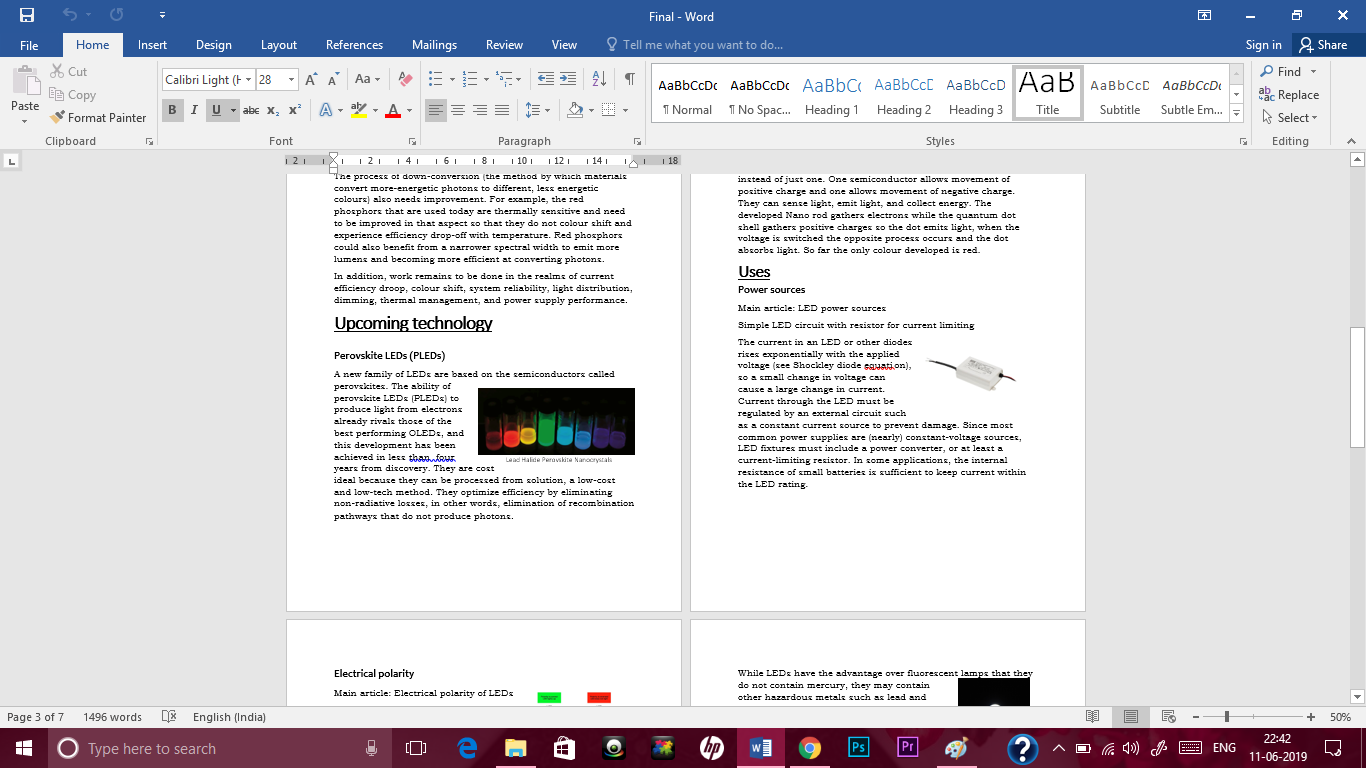 Final - Word
File
Home
Insert
Design
Layout
References
Mailings
Review
View
Tell me what you want to do...
Sign in
Share
Paste
Cut
Copy
Format Painter
Clipboard
Calibri Light (H
28
Font
Paragraph
AaBbCcDc
¶ Normal
AaBbCcDc
¶ No Spac...
AaBbCc
Heading 1
AaBbCcD
Heading 2
AaBbCcD
Heading 3
AaB
Title
AaBbCcD
Subtitle
AaBbCcDc
Subtle Em...
Styles
Find
Replace
Select
Editing
2 2 4 6 8 10 12 14 18
The process of down-conversion (the method by which materials
convert more-energetic photons to different, less energetic
colours) also needs improvement. For example, the red
phosphors that are used today are thermally sensitive and need
to be improved in that aspect so that they do not colour shift and
experience efficiency drop-off with temperature. Red phosphors
could also benefit from a narrower spectral width to emit more
lumens and becoming more efficient at converting photons.
In addition, work remains to be done in the realms of current
efficiency droop, colour shift, system reliability, light distribution,
dimming, thermal management, and power supply performance.
Upcoming technology
Perovskite LEDs (PLEDs)
A new family of LEDs are based on the semiconductors called
perovskites. The ability of
perovskite LEDs (PLEDs) to
produce light from electrons
already rivals those of the
best performing OLEDs, and
this development has been
achieved in less than four
years from discovery. They are cost
Lead Halide Perovskite Nanocrystals
ideal because they can be processed from solution, a low-cost
and low-tech method. They optimize efficiency by eliminating
non-radiative losses, in other words, elimination of recombination
pathways that do not produce photons.
instead of just one. One semiconductor allows movement of
positive charge and one allows movement of negative charge.
They can sense light, emit light, and collect energy. The
developed Nano rod gathers electrons while the quantum dot
shell gathers positive charges so the dot emits light, when the
voltage is switched the opposite process occurs and the dot
absorbs light. So far the only colour developed is red.
Uses
Power sources
Main article: LED power sources
Simple LED circuit with resistor for current limiting
The current in an LED or other diodes
rises exponentially with the applied
voltage (see Shockley diode equati on),
so a small change in voltage can
cause a large change in current.
Current through the LED must be
regulated by an external circuit such
as a constant current source to prevent damage. Since most
common power supplies are (nearly) constant-voltage sources,
LED fixtures must include a power converter, or at least a
current-limiting resistor. In some applications, the internal
resistance of small batteries is sufficient to keep current within
the LED rating.
Electrical polarity
Main article: Electrical polarity of LEDs
While LEDs have the advantage over fluorescent lamps that they
do not contain mercury, they may contain
other hazardous metals such as lead and
Page 3 of 7
1496 words
English (India)
50%
Type here to search
ENG
22:42
11-06-2019